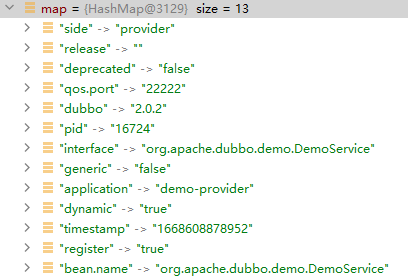 map = {HashMap@3129} size = 13
"side" -> "provider"
"release" -> ""
"deprecated" -> "false"
"qos.port" -> "22222"
"dubbo" -> "2.0.2"
"pid" -> "16724"
"interface" -> "org.apache.dubbo.demo.DemoService"
"generic" -> "false"
"application" -> "demo-provider"
"dynamic" -> "true"
"timestamp" -> "1668608878952"
"register" -> "true"
"bean.name" -> "org.apache.dubbo.demo.DemoService"